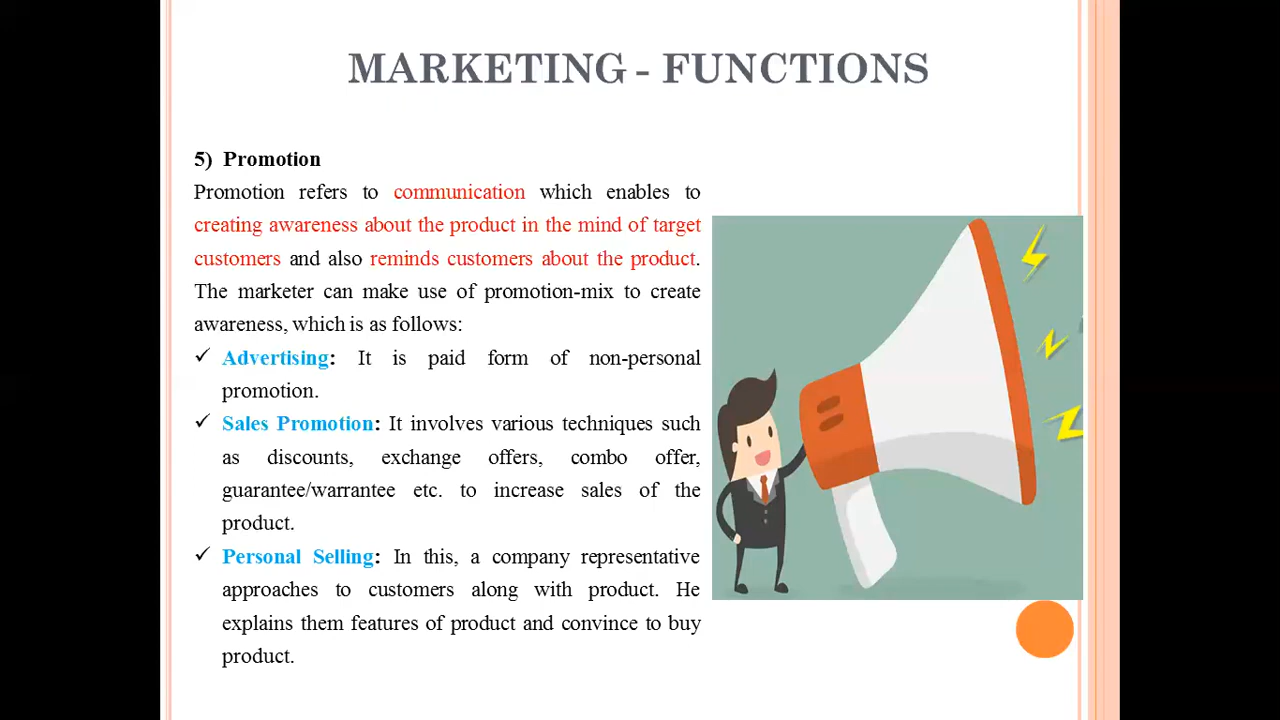 MARKETING - FUNCTIONS
5) Promotion
Promotion refers to communication which enables to
creating awareness about the product in the mind of target
customers and also reminds customers about the product.
The marketer can make use of promotion-mix to create
awareness, which is as follows:
✓ Advertising: It is paid form of non-personal
promotion.
✓ Sales Promotion: It involves various techniques such
as discounts, exchange offers, combo offer,
guarantee/warrantee etc. to increase sales of the
product.
✓ Personal Selling: In this, a company representative
approaches to customers along with product. He
explains them features of product and convince to buy
product.